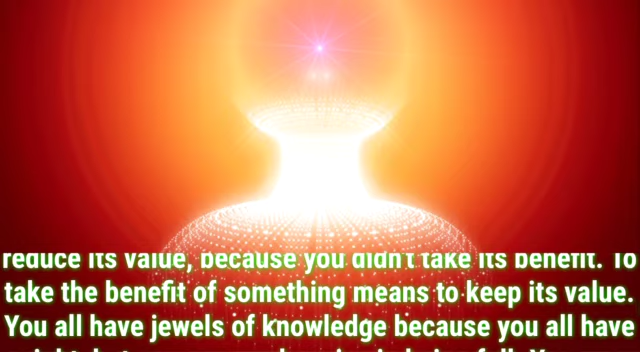 reduce its value, because you didn't take its benefit. To
take the benefit of something means to keep its value.
You all have jewels of knowledge because you all have